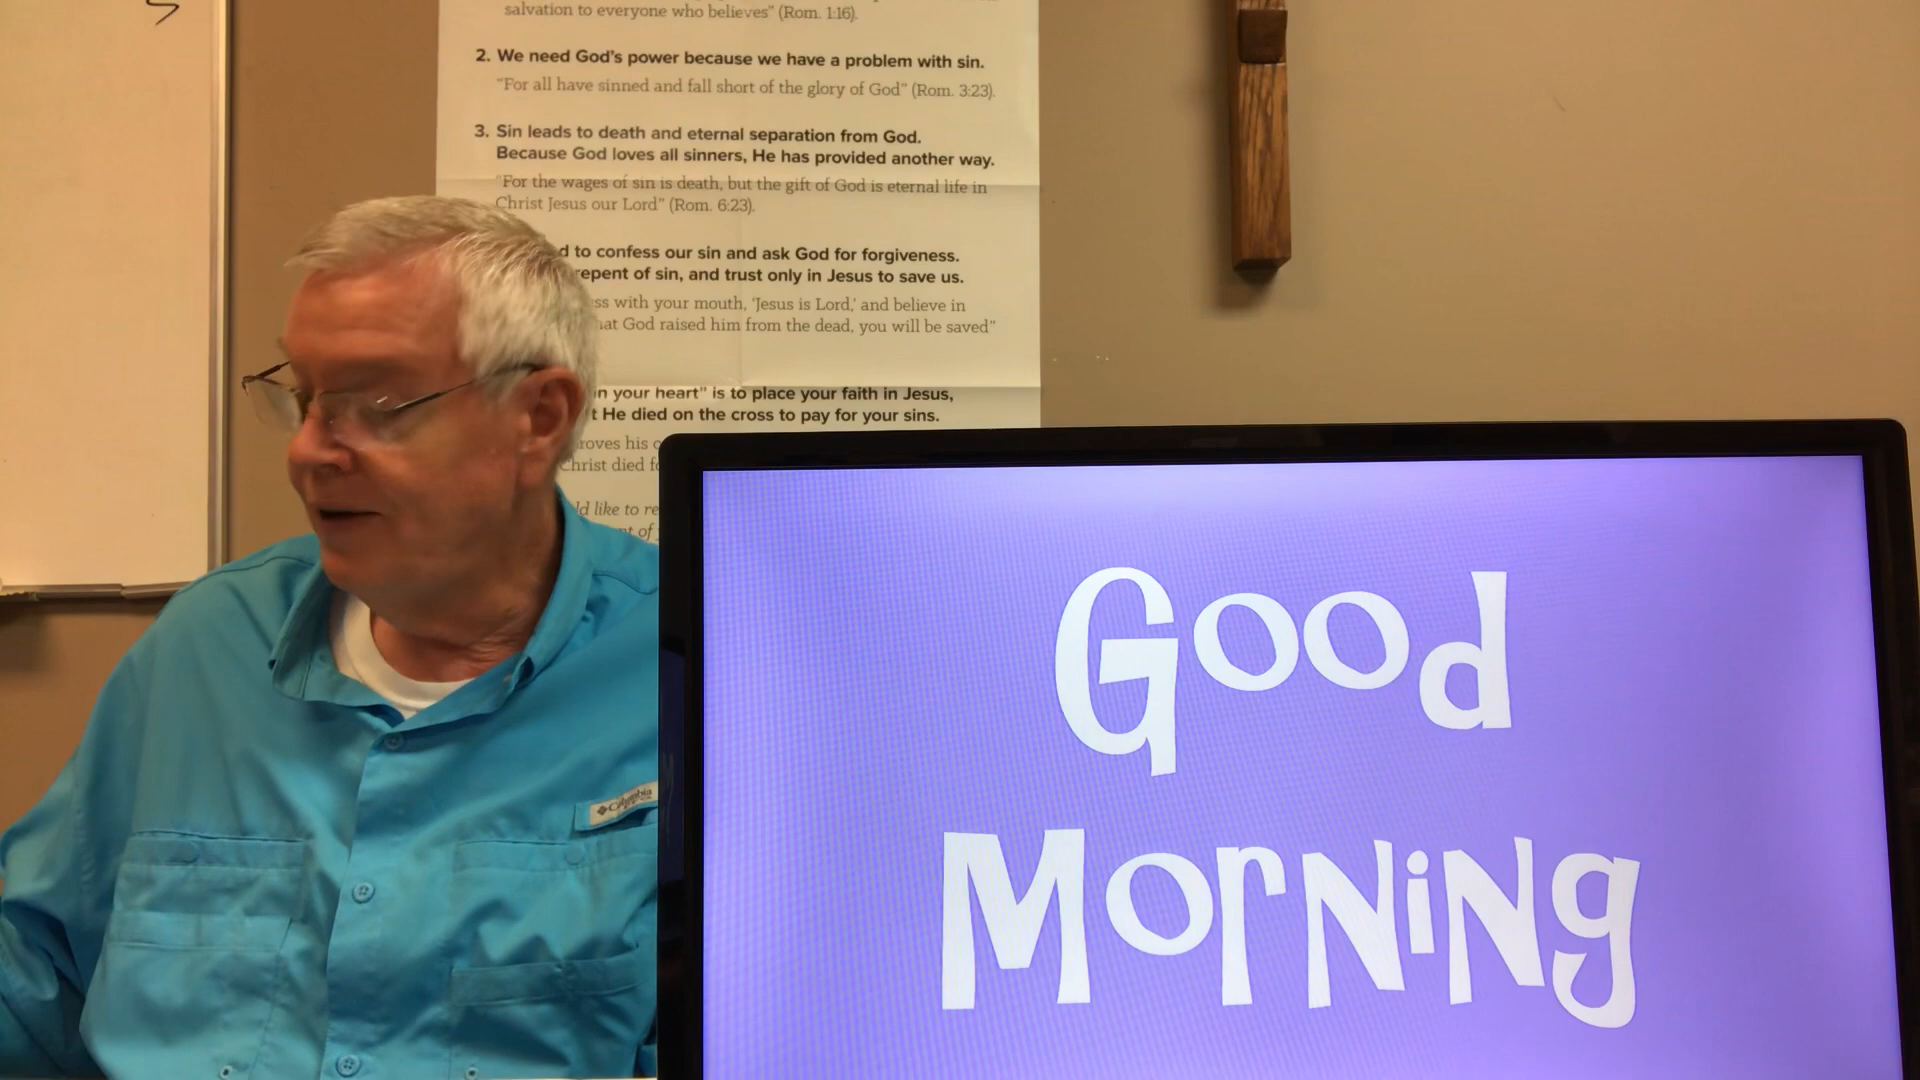 salvation to everyone who believes" (Rom. 1:16).
2. We need God's power because we have a problem with sin.
"For all have sinned and fall short of the glory of God" (Rom. 3:23).
3. Sin leads to death and eternal separation from God.
Because God loves all sinners, He has provided another way.
"For the wages of sin is death, but the gift of God is eternal life in
Christ Jesus our Lord" (Rom. 6:23).
to confess our sin and ask God for forgiveness.
repent of sin, and trust only in Jesus to save us.
with your mouth, 'Jesus is Lord,' and believe in
God raised him from the dead, you will be saved"
in your heart" is to place your faith in Jesus,
He died on the cross to pay for your sins.
his
Christ died
like to
of
Columbia
Good
Morning